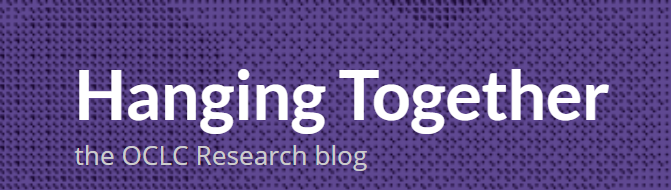 Hanging Together
the OCLC Research blog